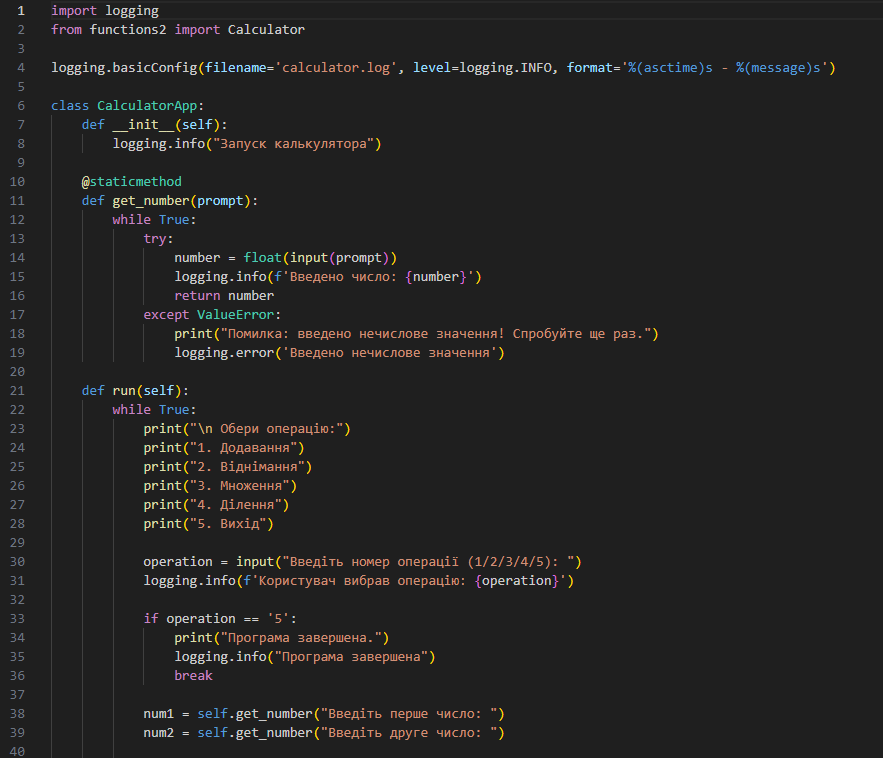 1 import logging
2 from functions2 import Calculator
3
4 logging.basicConfig(filename='calculator.log', level=logging.INFO, format='%(asctime)s - %(message)s')
5
6 class CalculatorApp:
7     def __init__(self):
8         logging.info("Запуск калькулятора")
9
10     @staticmethod
11     def get_number(prompt):
12         while True:
13             try:
14                 number = float(input(prompt))
15                 logging.info(f'Введено число: {number}')
16                 return number
17             except ValueError:
18                 print("Помилка: введено нечислове значення! Спробуйте ще раз.")
19                 logging.error('Введено нечислове значення')
20
21     def run(self):
22         while True:
23             print("\n Обери операцію:")
24             print("1. Додавання")
25             print("2. Віднімання")
26             print("3. Множення")
27             print("4. Ділення")
28             print("5. Вихід")
29
30             operation = input("Введіть номер операції (1/2/3/4/5): ")
31             logging.info(f'Користувач вибрав операцію: {operation}')
32
33             if operation == '5':
34                 print("Програма завершена.")
35                 logging.info("Програма завершена")
36                 break
37
38             num1 = self.get_number("Введіть перше число: ")
39             num2 = self.get_number("Введіть друге число: ")
40